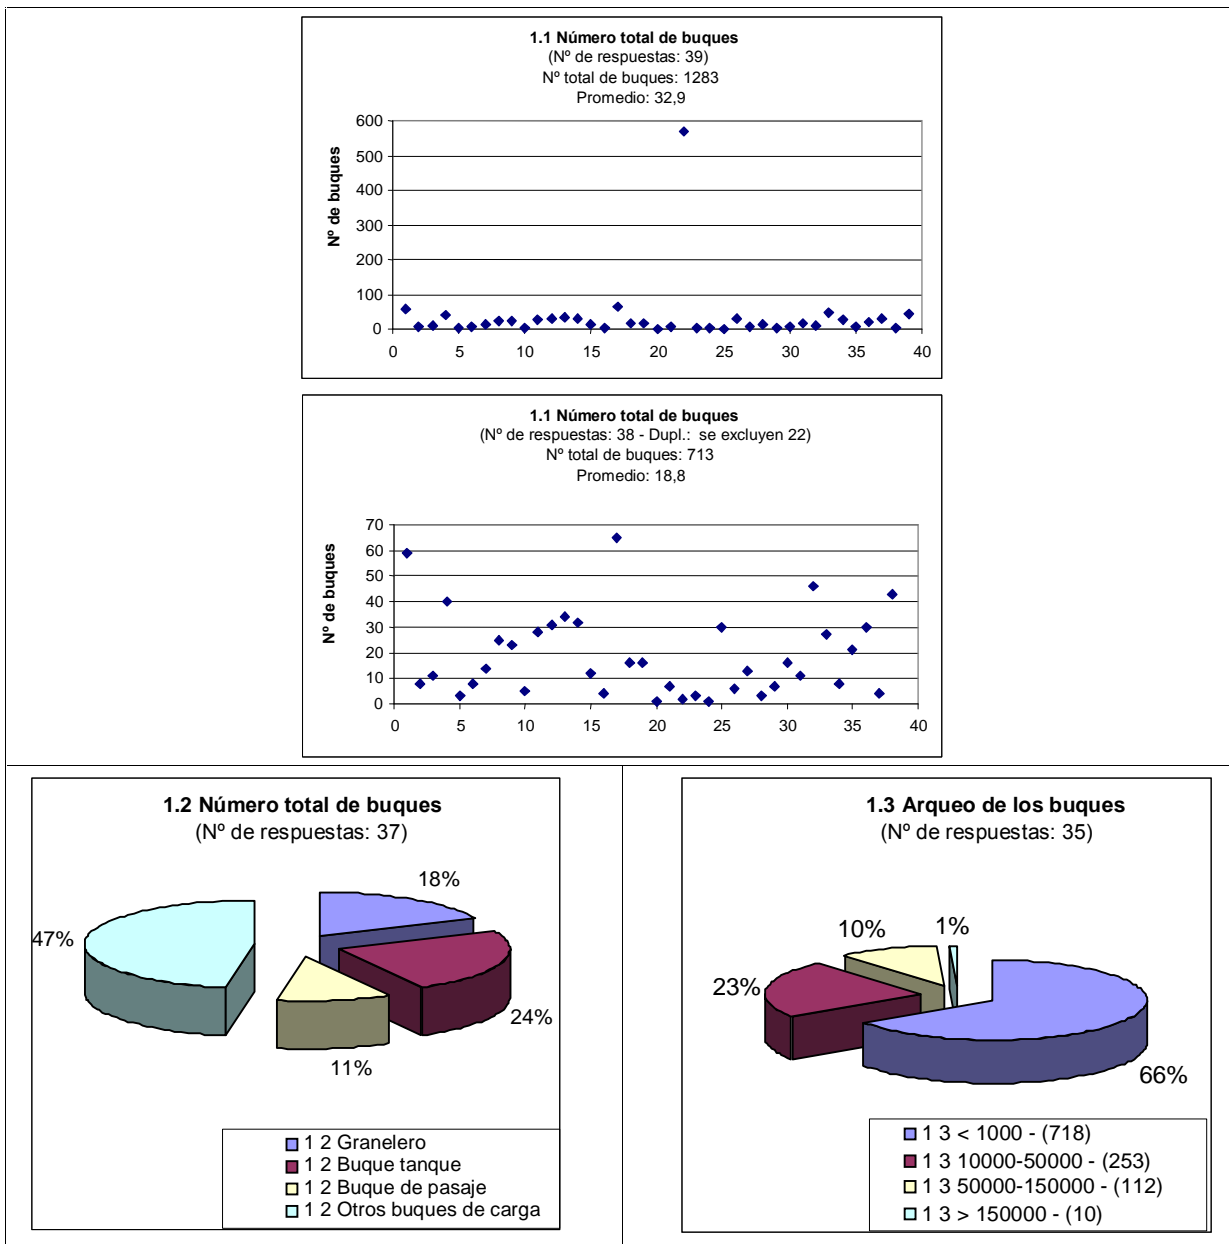 1.1 Número total de buques
(Nº de respuestas: 39)
Nº total de buques: 1283
Promedio: 32,9
Nº de buques
600
500
400
300
200
100
0
0 5 10 15 20 25 30 35 40
1.1 Número total de buques
(Nº de respuestas: 38 - Dupl.: se excluyen 22)
Nº total de buques: 713
Promedio: 18,8
Nº de buques
70
60
50
40
30
20
10
0
0 5 10 15 20 25 30 35 40
1.2 Número total de buques
(Nº de respuestas: 37)
18%
47%
24%
11%
1 2 Granelero
1 2 Buque tanque
1 2 Buque de pasaje
1 2 Otros buques de carga
1.3 Arqueo de los buques
(Nº de respuestas: 35)
10% 1%
23%
66%
1 3 < 1000 - (718)
1 3 10000-50000 - (253)
1 3 50000-150000 - (112)
1 3 > 150000 - (10)